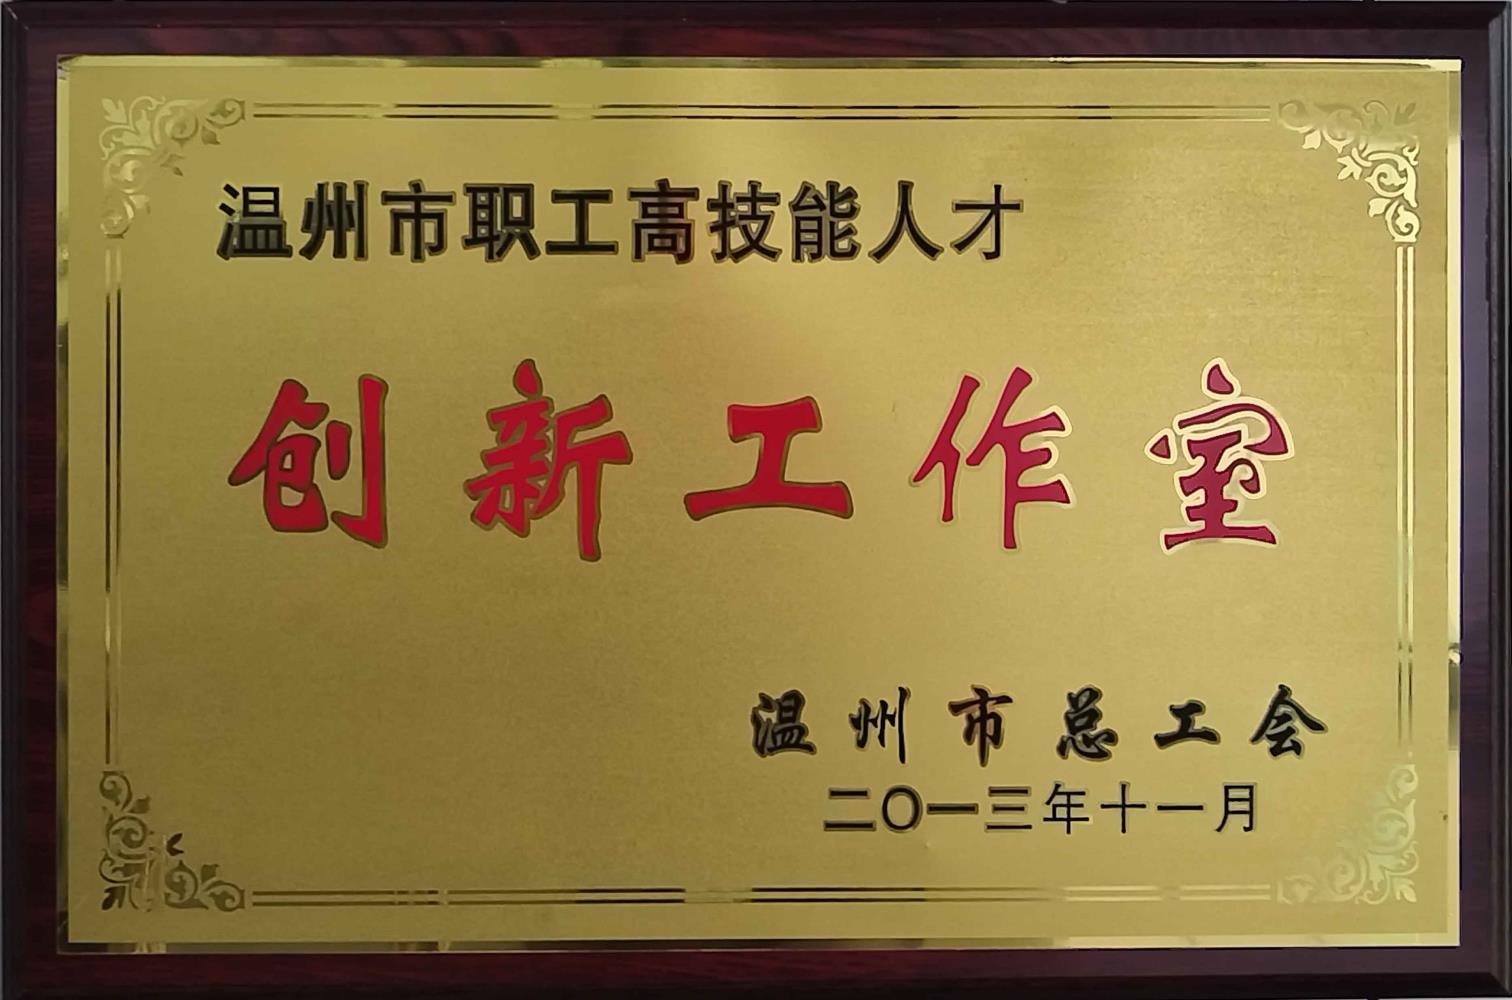 温州市职工高技能人才
创新工作室
温州市总工会
二〇一三年十一月